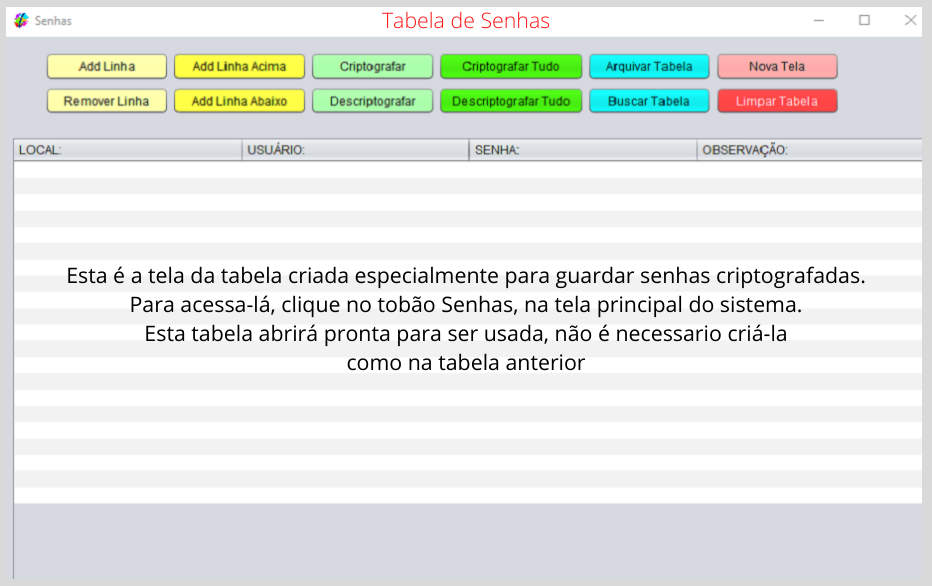 Senhas
Tabela de Senhas
Add Linha Add Linha Acima Criptografar Criptografar Tudo Arquivar Tabela Nova Tela
Remover Linha Add Linha Abaixo Descriptografar Descriptografar Tudo Buscar Tabela Limpar Tabela
LOCAL: USUÁRIO: SENHA: OBSERVAÇÃO:
Esta é a tela da tabela criada especialmente para guardar senhas criptografadas.
Para acessa-lá, clique no tobão Senhas, na tela principal do sistema.
Esta tabela abrirá pronta para ser usada, não é necessario criá-la
como na tabela anterior